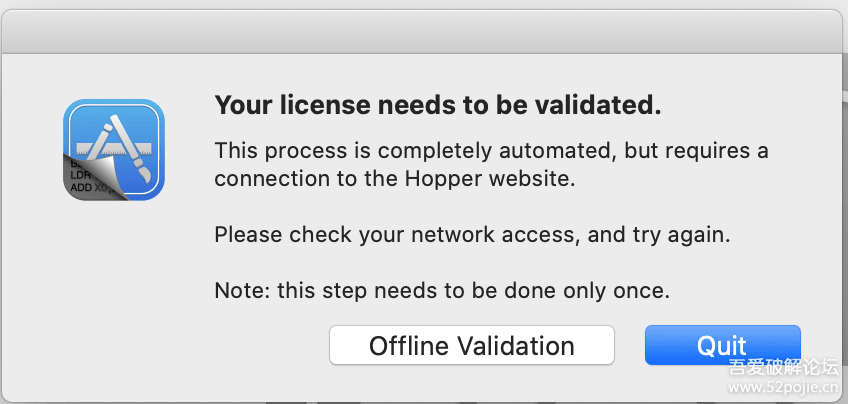 Your license needs to be validated.
This process is completely automated, but requires a
connection to the Hopper website.
Please check your network access, and try again.
Note: this step needs to be done only once.
LDR
ADD
Offline Validation
Quit
吾爱破解论坛
www.52pojie.cn